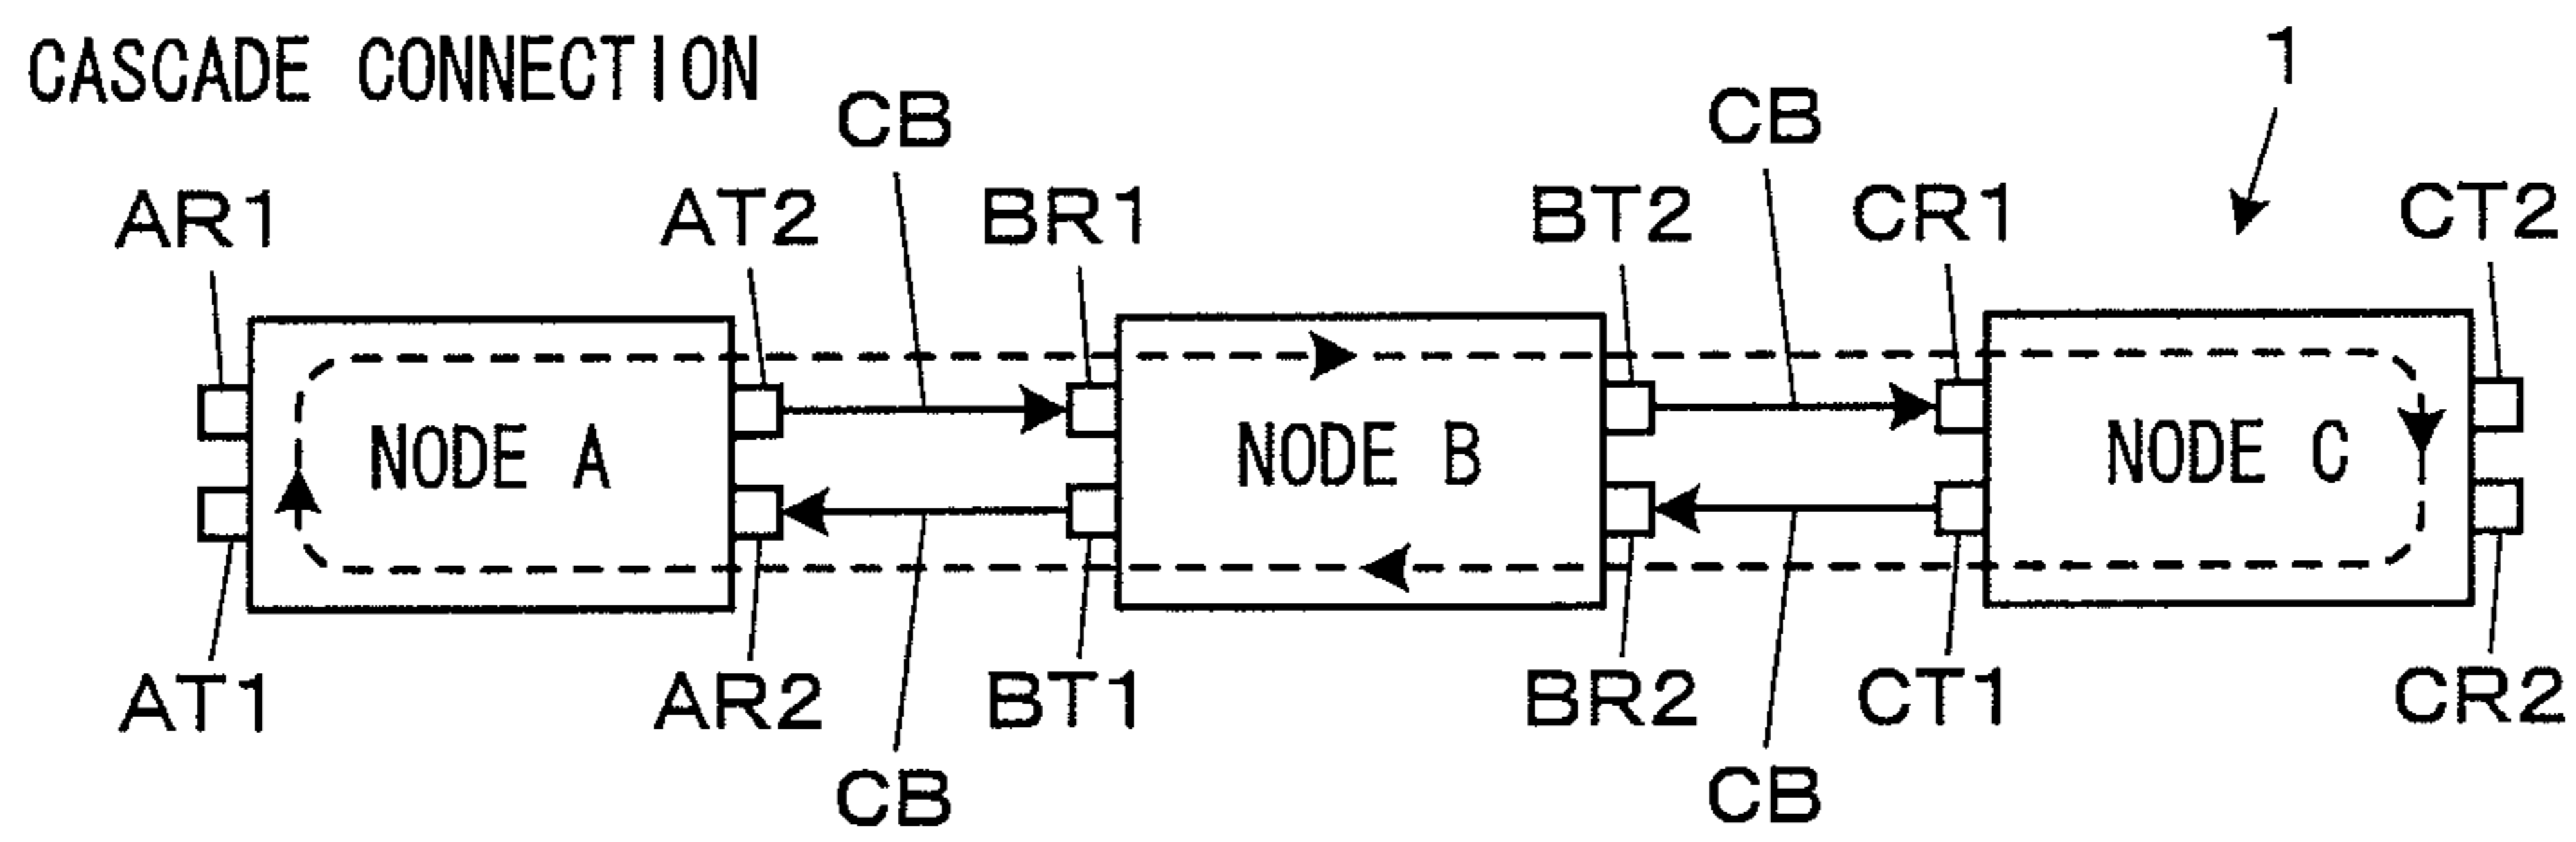 CASCADE CONNECTION
1
CB CB
AR1 AT2 BR1 BT2 CR1 CT2
NODE A NODE B NODE C
AT1 AR2 BT1 BR2 CT1 CR2
CB CB